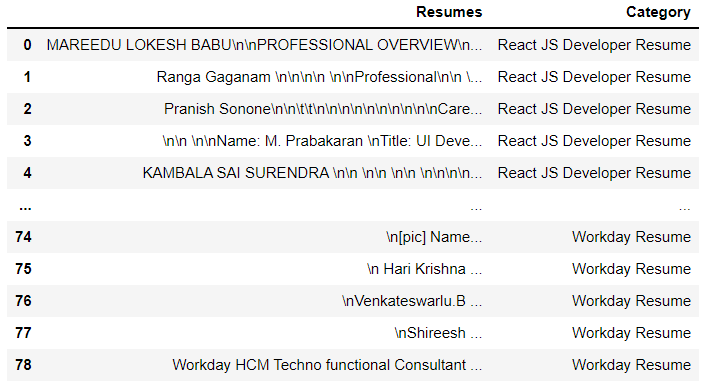 Resumes Category
0 MAREEDU LOKESH BABU\n\nPROFESSIONAL OVERVIEW\n... React JS Developer Resume
1 Ranga Gaganam \n\n\n\n \n\nProfessional\n\n \... React JS Developer Resume
2 Pranish Sonone\n\n\t\t\n\n\n\n\n\n\n\n\n\nCare... React JS Developer Resume
3 \n\n \n\nName: M. Prabakaran \nTitle: UI Deve... React JS Developer Resume
4 KAMBALA SAI SURENDRA \n\n \n\n \n\n \n\n\n\n... React JS Developer Resume
... ... ...
74 \n[pic] Name... Workday Resume
75 \n Hari Krishna ... Workday Resume
76 \nVenkateswarlu.B ... Workday Resume
77 \nShireesh ... Workday Resume
78 Workday HCM Techno functional Consultant ... Workday Resume